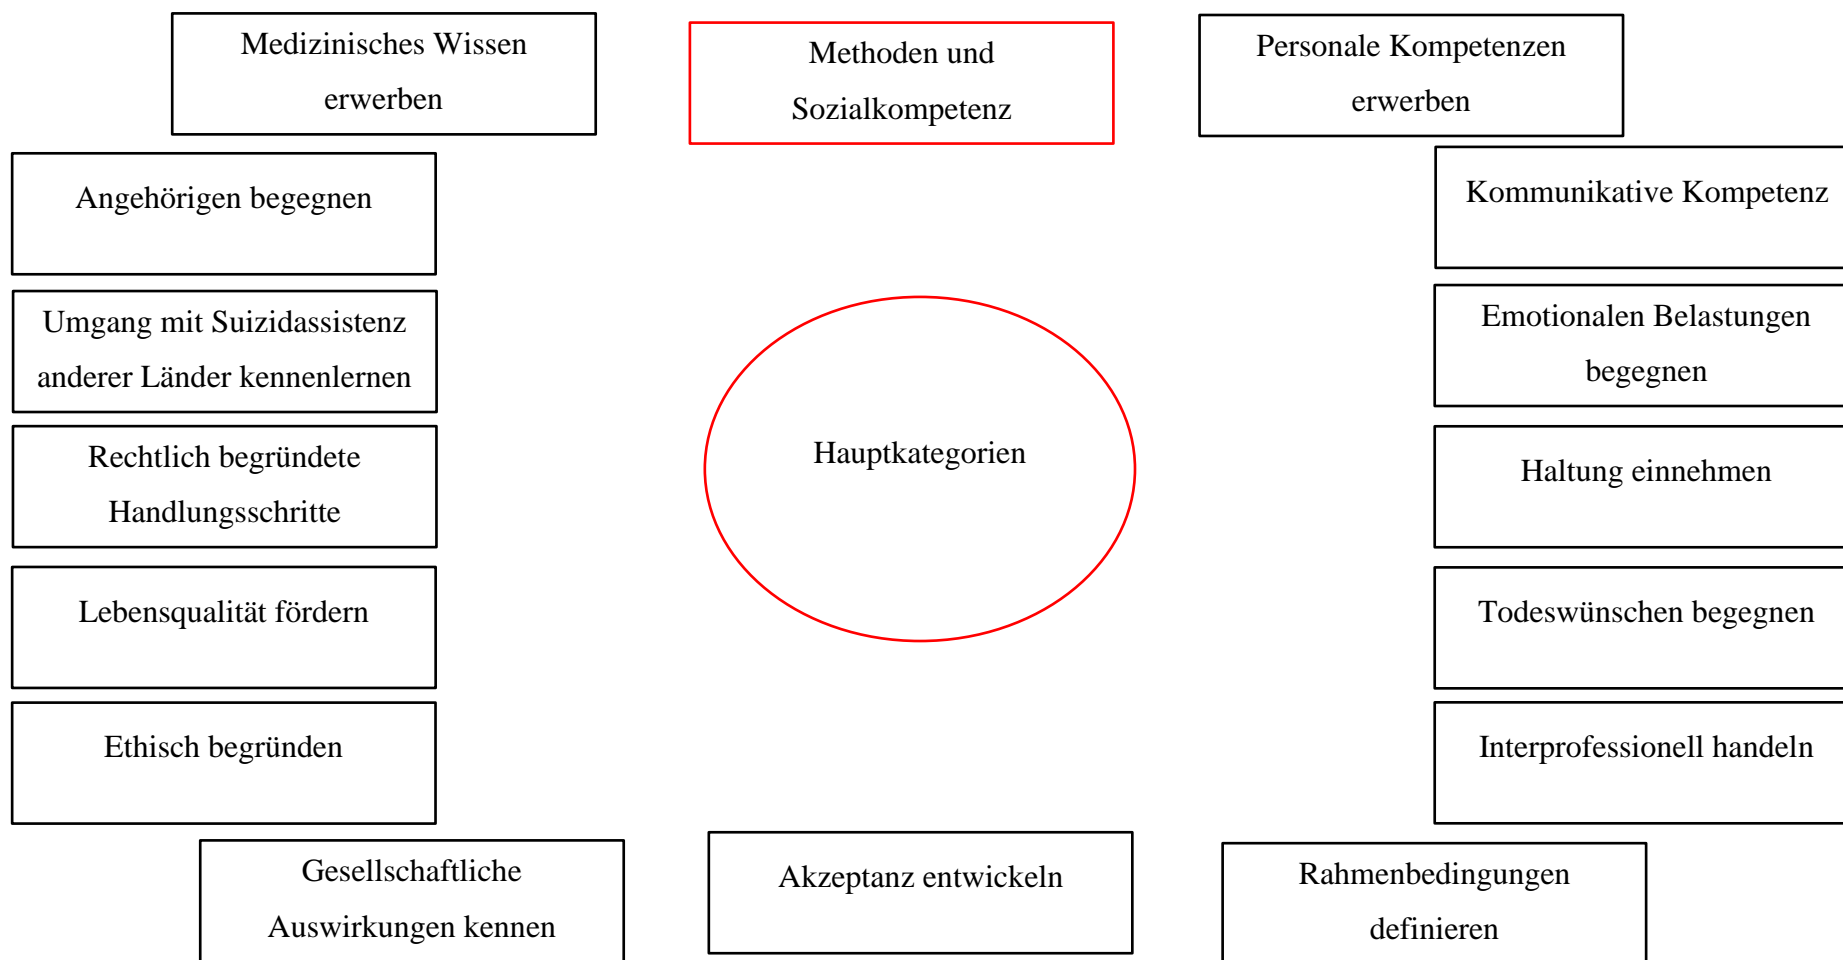 Medizinisches Wissen
erwerben
Methoden und
Sozialkompetenz
Personale Kompetenzen
erwerben
Angehörigen begegnen
Kommunikative Kompetenz
Umgang mit Suizidassistenz
anderer Länder kennenlernen
Emotionalen Belastungen
begegnen
Rechtlich begründete
Handlungsschritte
Hauptkategorien
Haltung einnehmen
Lebensqualität fördern
Todeswünschen begegnen
Ethisch begründen
Interprofessionell handeln
Gesellschaftliche
Auswirkungen kennen
Akzeptanz entwickeln
Rahmenbedingungen
definieren